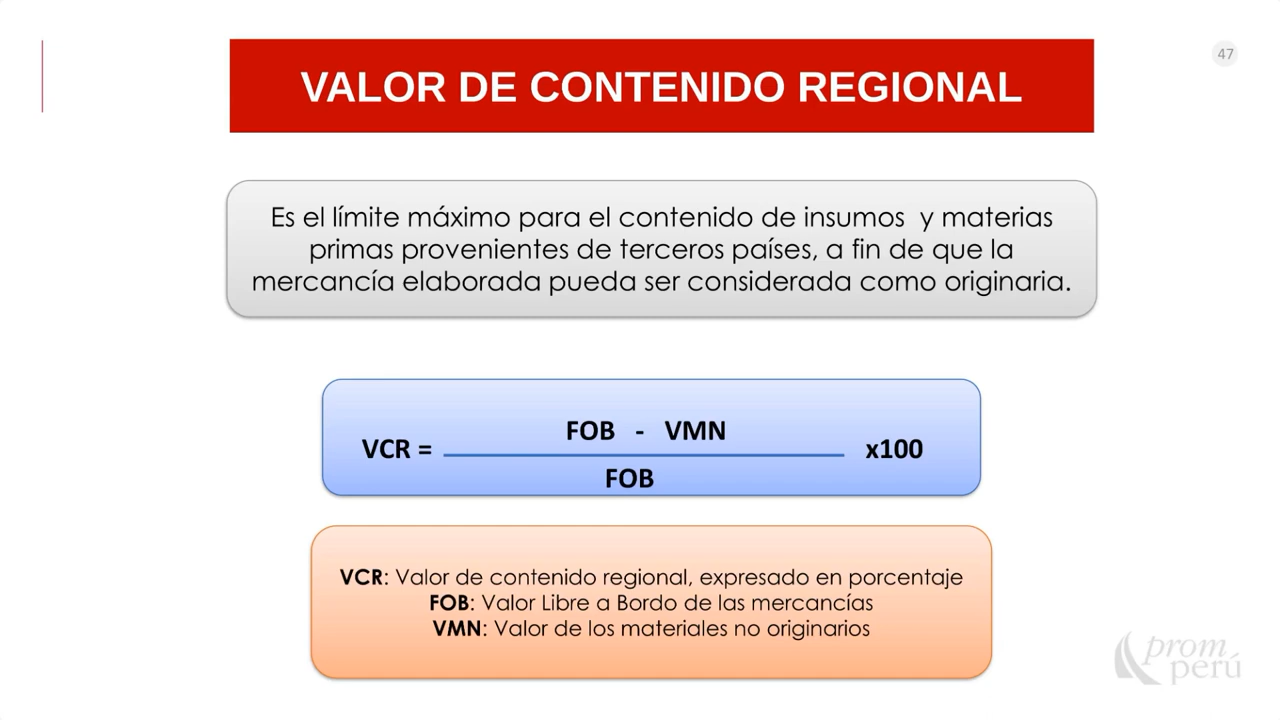 47
VALOR DE CONTENIDO REGIONAL
Es el límite máximo para el contenido de insumos y materias
primas provenientes de terceros países, a fin de que la
mercancía elaborada pueda ser considerada como originaria.
FOB - VMN
VCR = x100
FOB
VCR: Valor de contenido regional, expresado en porcentaje
FOB: Valor Libre a Bordo de las mercancías
VMN: Valor de los materiales no originarios
prom
perú